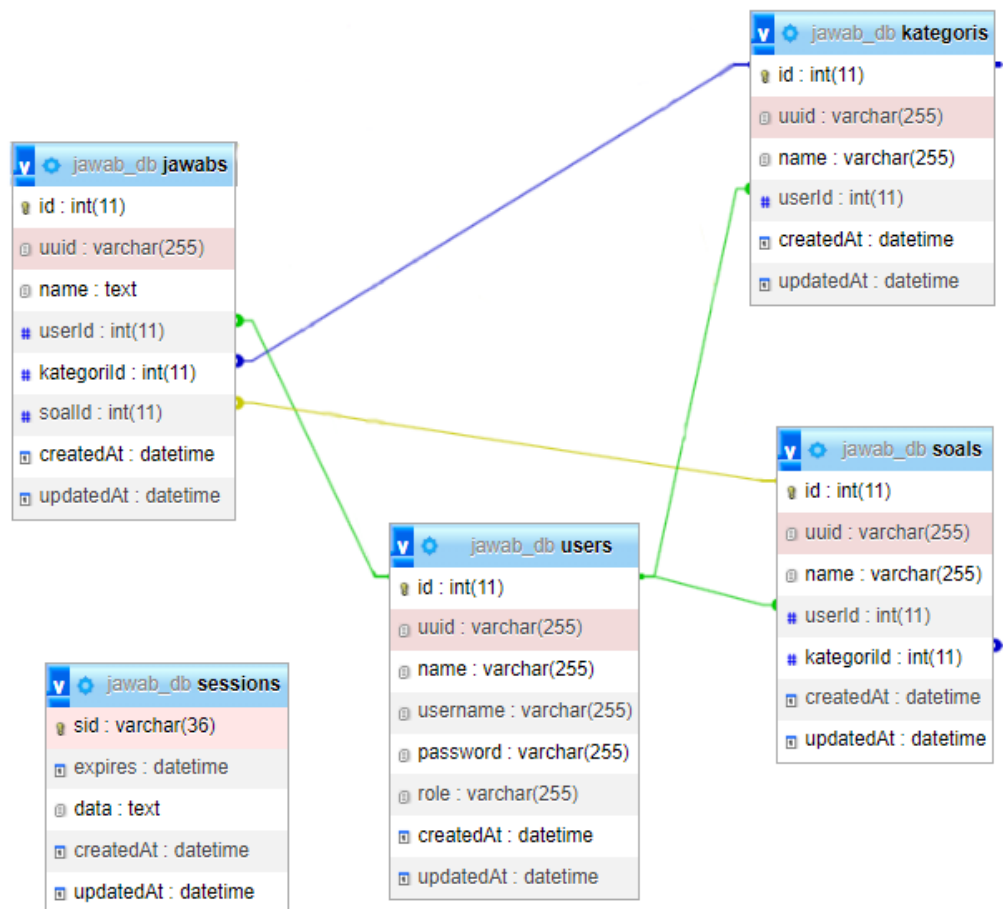 jawab_db kategoris
id : int(11)
uuid : varchar(255)
name : varchar(255)
userId : int(11)
createdAt : datetime
updatedAt : datetime
jawab_db jawabs
id : int(11)
uuid : varchar(255)
name : text
userId : int(11)
kategoriId : int(11)
soalId : int(11)
createdAt : datetime
updatedAt : datetime
jawab_db soals
id : int(11)
uuid : varchar(255)
name : varchar(255)
userId : int(11)
kategoriId : int(11)
createdAt : datetime
updatedAt : datetime
jawab_db users
id : int(11)
uuid : varchar(255)
name : varchar(255)
username : varchar(255)
password : varchar(255)
role : varchar(255)
createdAt : datetime
updatedAt : datetime
jawab_db sessions
sid : varchar(36)
expires : datetime
data : text
createdAt : datetime
updatedAt : datetime